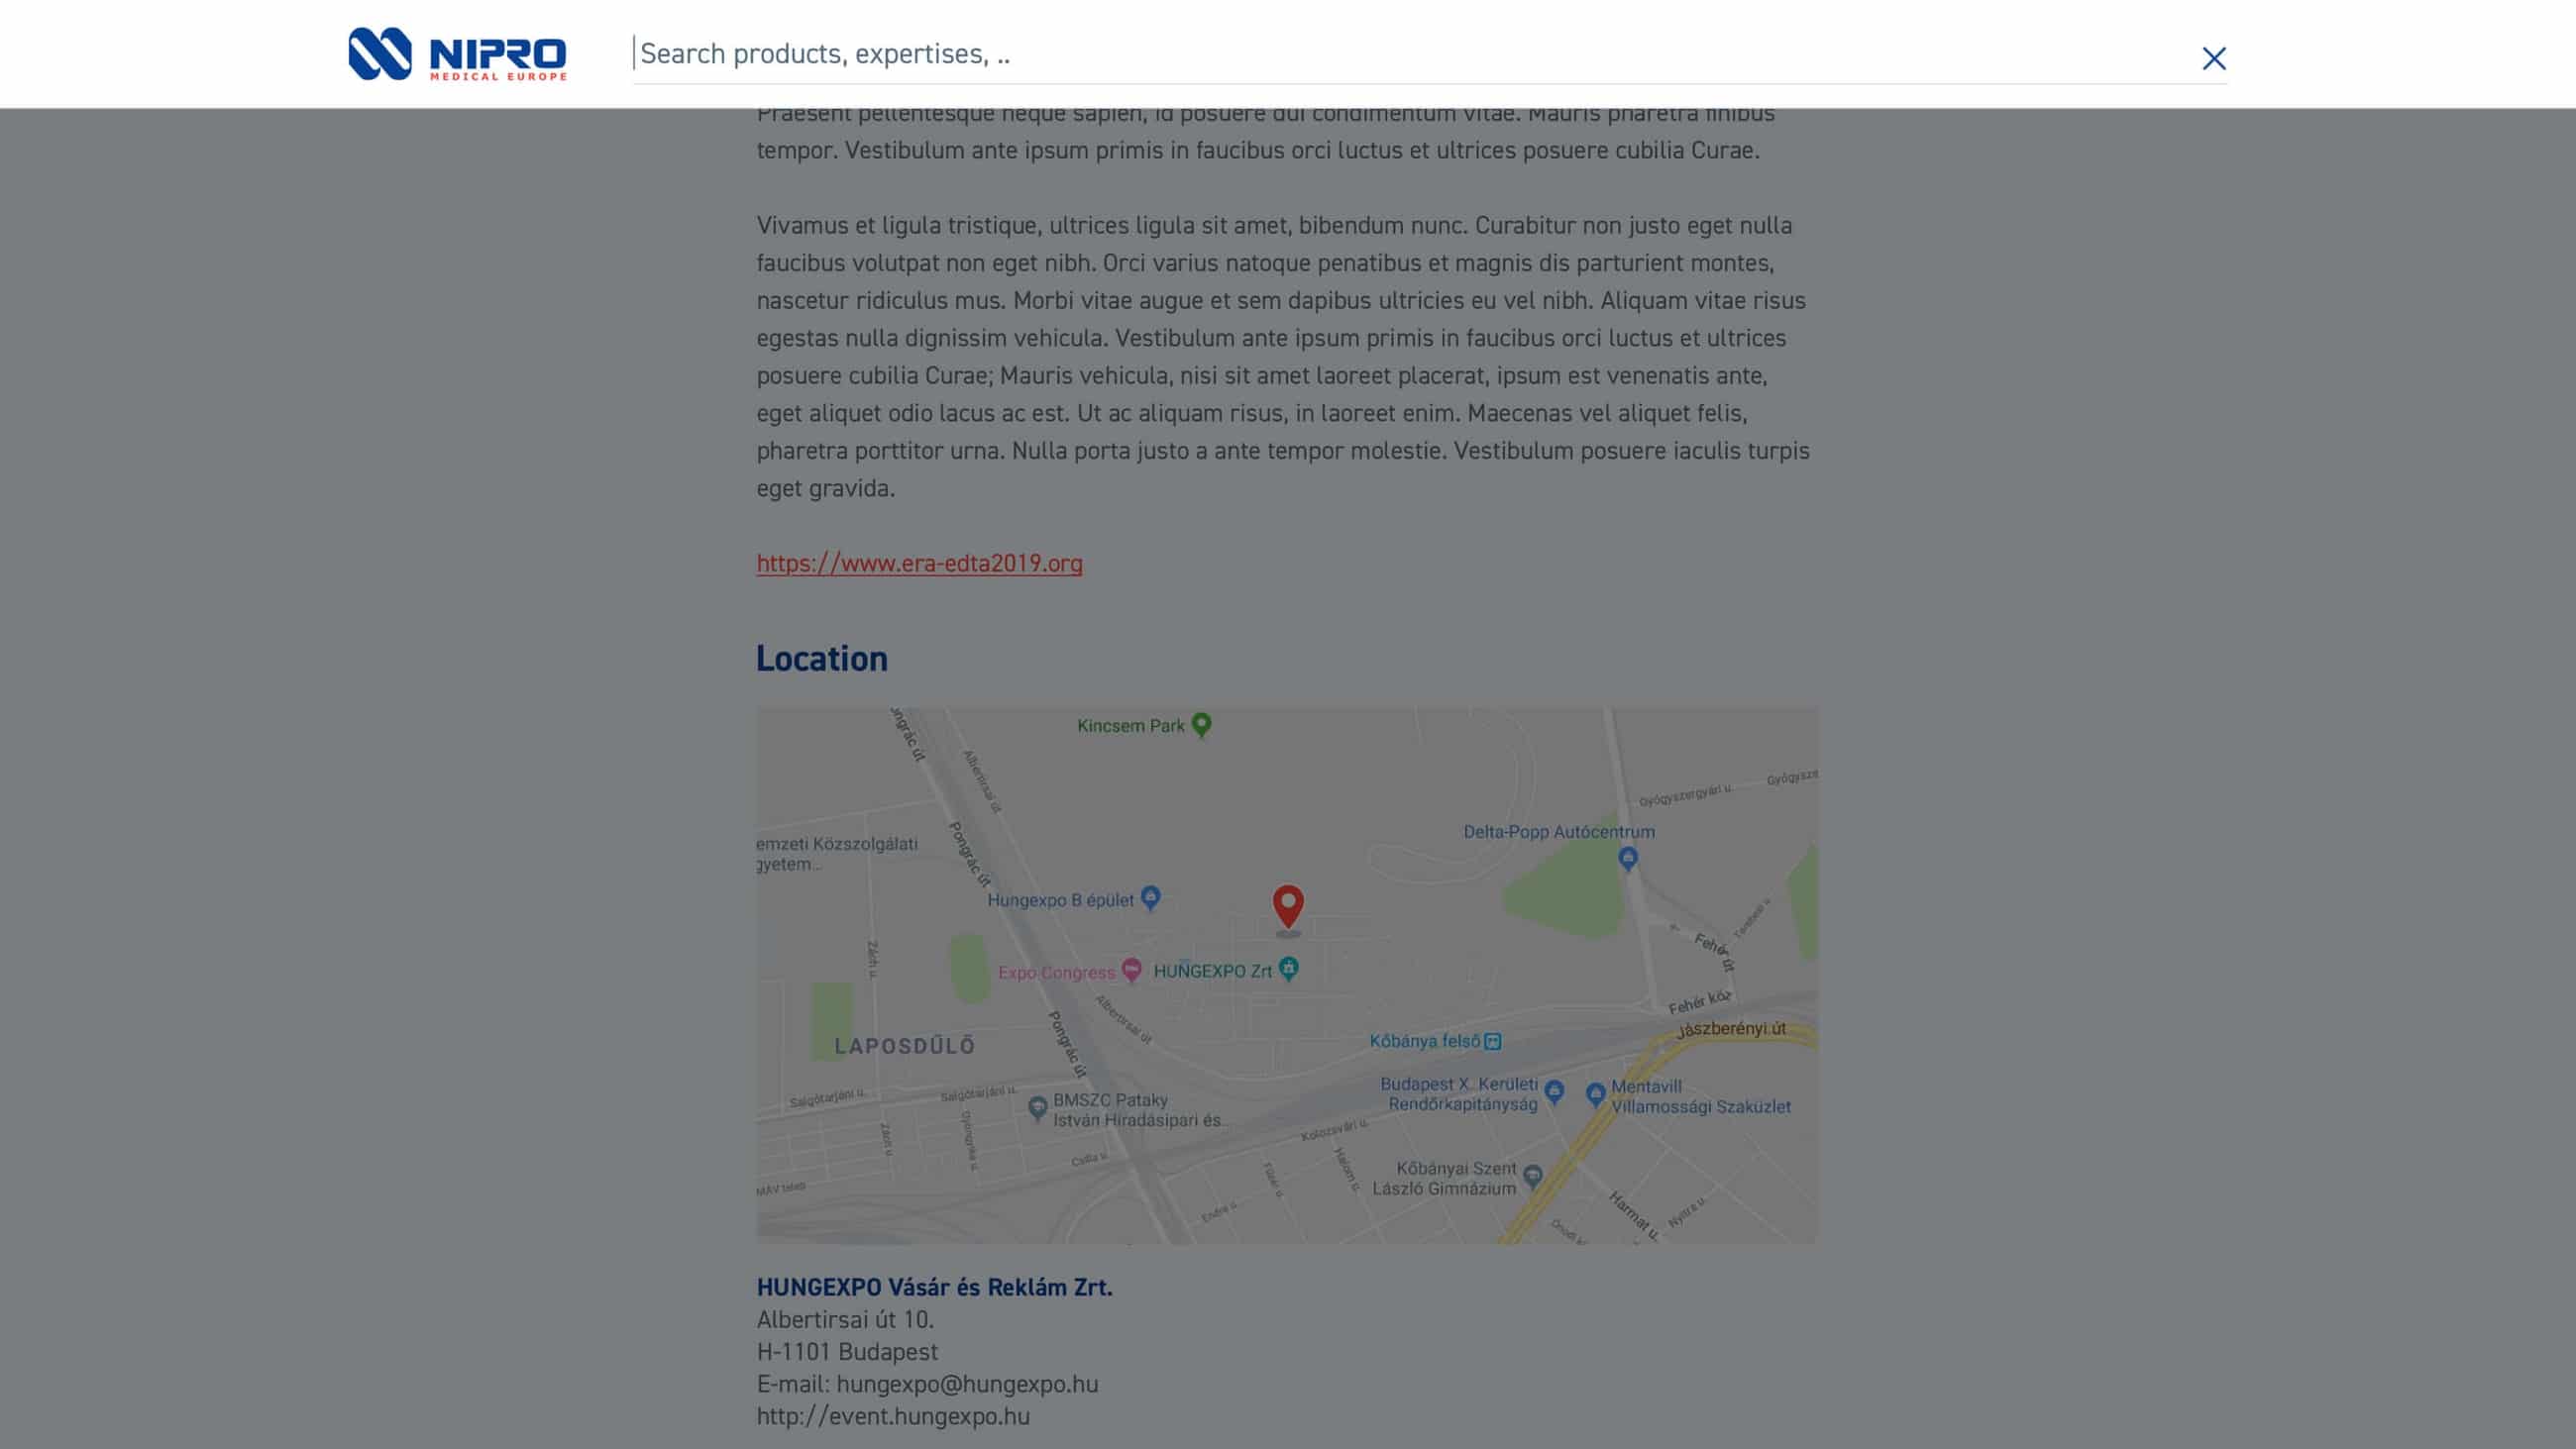 NIPRO
MEDICAL EUROPE
Search products, expertises, ..
Praesent pellentesque neque sapien, id posuere dui condimentum vitae. Mauris pharetra finibus
tempor. Vestibulum ante ipsum primis in faucibus orci luctus et ultrices posuere cubilia Curae.
Vivamus et ligula tristique, ultrices ligula sit amet, bibendum nunc. Curabitur non justo eget nulla
faucibus volutpat non eget nibh. Orci varius natoque penatibus et magnis dis parturient montes,
nascetur ridiculus mus. Morbi vitae augue et sem dapibus ultricies eu vel nibh. Aliquam vitae risus
egestas nulla dignissim vehicula. Vestibulum ante ipsum primis in faucibus orci luctus et ultrices
posuere cubilia Curae; Mauris vehicula, nisi sit amet laoreet placerat, ipsum est venenatis ante,
eget aliquet odio lacus ac est. Ut ac aliquam risus, in laoreet enim. Maecenas vel aliquet felis,
pharetra porttitor urna. Nulla porta justo a ante tempor molestie. Vestibulum posuere iaculis turpis
eget gravida.
https://www.era-edta2019.org
Location
ongrác út
Kincsem Park
Albertirsai út
Gyógysze
Gyógyszergyári u.
Pongrác út
Delta-Popp Autócentrum
emzeti Közszolgálati
gyetem...
Hungexpo B épület
Zách u.
Fehér út
Expo Congress
HUNGEXPO Zrt
Albertirsai út
Fehér köz
Pongrác út
Jászberényi út
LAPOSDŰLŐ
Kőbánya felső
Budapest X. Kerületi
Rendőrkapitányság
Mentavill
Villamossági Szaküzlet
Salgótarjáni u.
Salgótarjáni u.
BMSZC Pataky
István Híradásipari és
Zách u.
Gyöngyike u.
Kolozsvári u.
Csilla u.
Halom u.
Füzér u.
Kőbányai Szent
László Gimnázium
MÁV telep
Endre u.
Harmat u.
Nyitra u.
HUNGEXPO Vásár és Reklám Zrt.
Albertirsai út 10.
H-1101 Budapest
E-mail: hungexpo@hungexpo.hu
http://event.hungexpo.hu